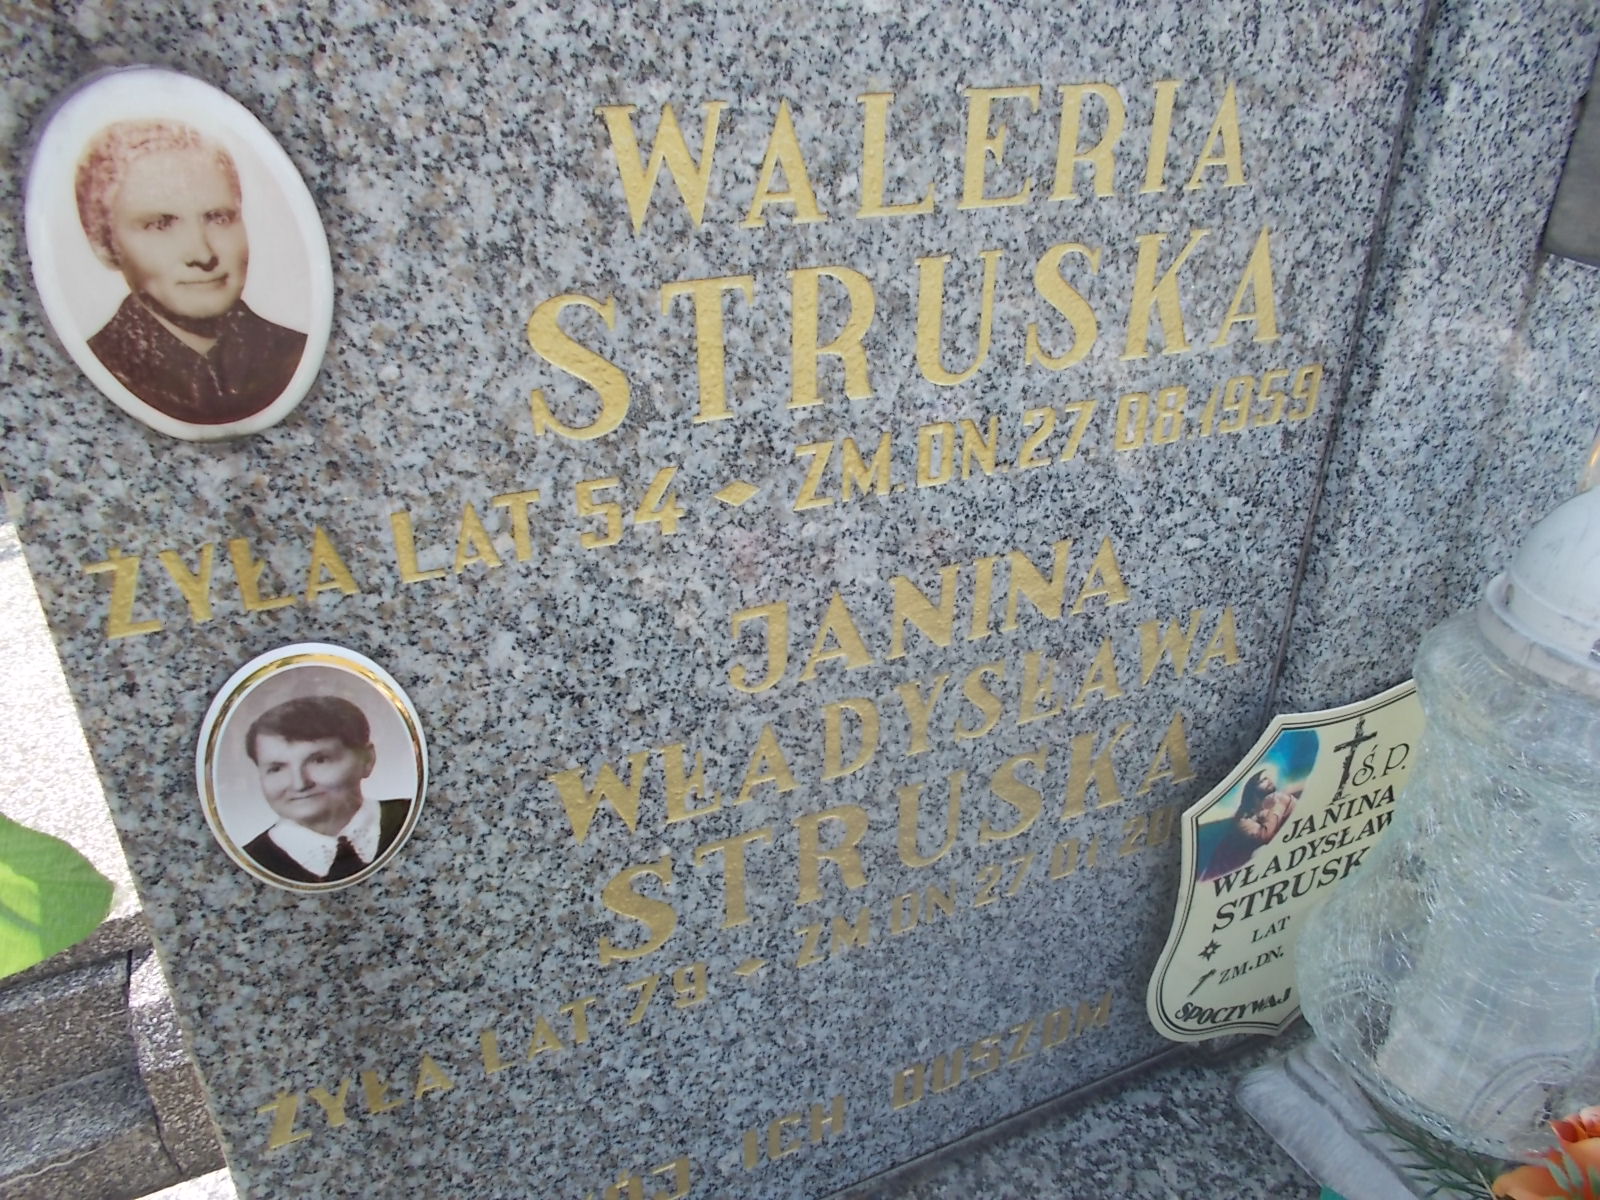 WALERIA
STRUSKA
ŻYŁA LAT 54 ZM. DN. 27. 08. 1959
JANINA
WŁADYSŁAWA
STRUSKA
ŻYŁA LAT 79 ZM DN 27 01
ICH DUSZOM
Ś.P.
JANINA
WŁADYSŁAW
STRUSK
LAT
ZM.DN.
SPOCZYWAJ